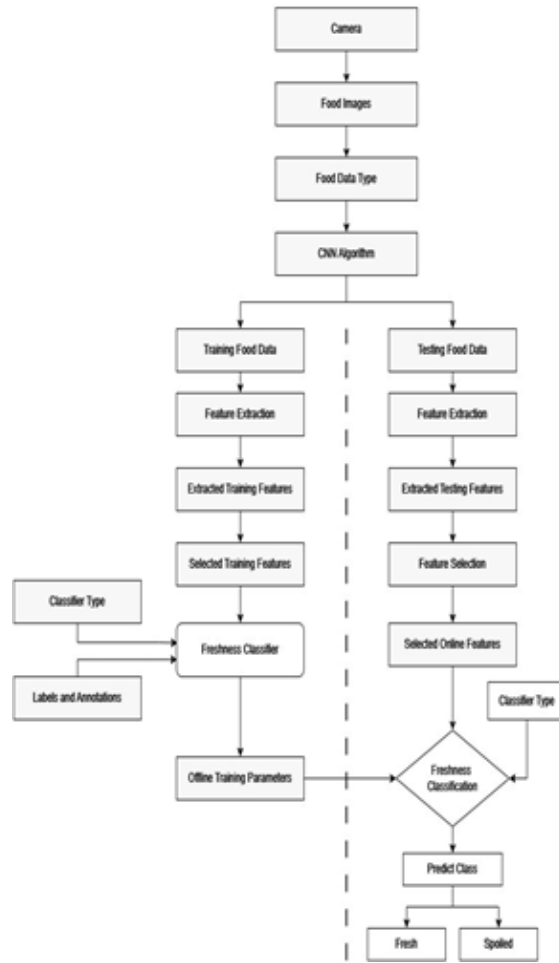 Camera
Food Images
Food Data Type
CNN Algorithm
Training Food Data
Feature Extraction
Extracted Training Features
Selected Training Features
Classifier Type
Freshness Classifier
Labels and Annotations
Offline Training Parameters
Testing Food Data
Feature Extraction
Extracted Testing Features
Feature Selection
Selected Online Features
Classifier Type
Freshness
Classification
Predict Class
Fresh
Spoiled